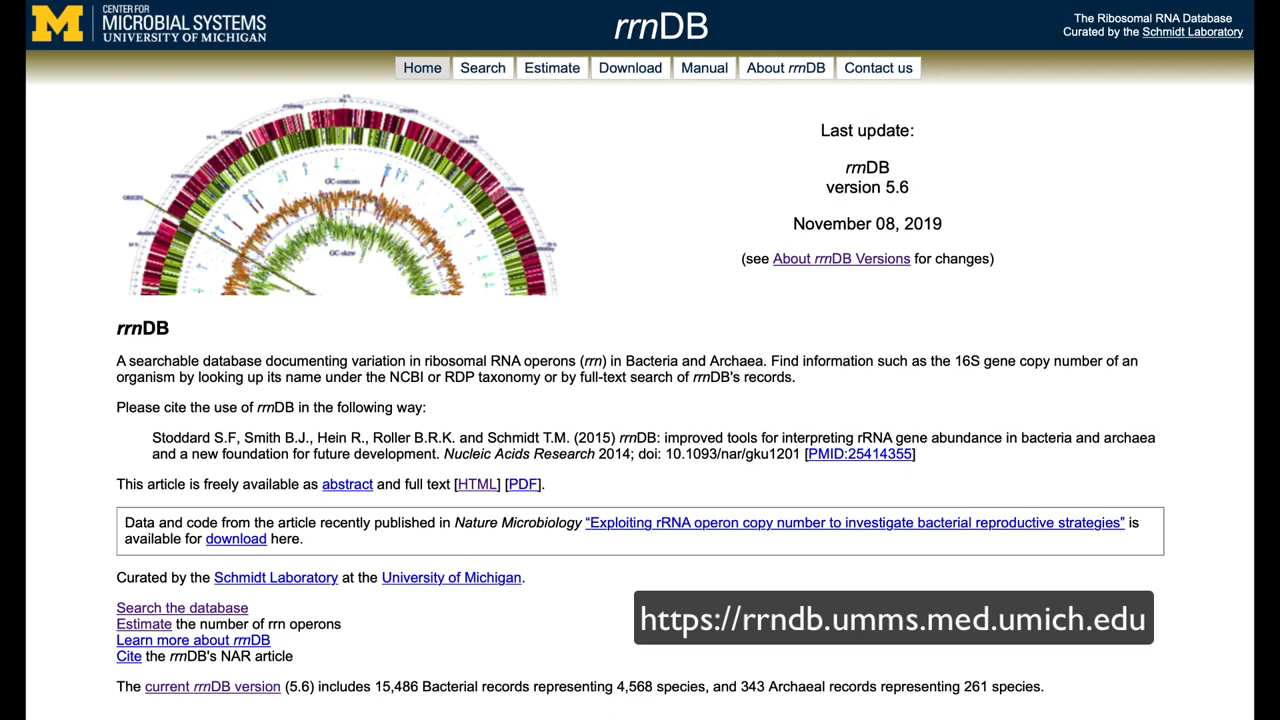 M
CENTER FOR
MICROBIAL SYSTEMS
UNIVERSITY OF MICHIGAN
rrnDB
The Ribosomal RNA Database
Curated by the Schmidt Laboratory
Home Search Estimate Download Manual About rrnDB Contact us
GC-contents
GC-skew
Last update:
rrnDB
version 5.6
November 08, 2019
(see About rrnDB Versions for changes)
rrnDB
A searchable database documenting variation in ribosomal RNA operons (rrn) in Bacteria and Archaea. Find information such as the 16S gene copy number of an
organism by looking up its name under the NCBI or RDP taxonomy or by full-text search of rrnDB's records.
Please cite the use of rrnDB in the following way:
Stoddard S.F, Smith B.J., Hein R., Roller B.R.K. and Schmidt T.M. (2015) rrnDB: improved tools for interpreting rRNA gene abundance in bacteria and archaea
and a new foundation for future development. Nucleic Acids Research 2014; doi: 10.1093/nar/gku1201 [PMID:25414355]
This article is freely available as abstract and full text [HTML] [PDF].
Data and code from the article recently published in Nature Microbiology “Exploiting rRNA operon copy number to investigate bacterial reproductive strategies” is
available for download here.
Curated by the Schmidt Laboratory at the University of Michigan.
Search the database
Estimate the number of rrn operons
Learn more about rrnDB
Cite the rrnDB's NAR article
https://rrndb.umms.med.umich.edu
The current rrnDB version (5.6) includes 15,486 Bacterial records representing 4,568 species, and 343 Archaeal records representing 261 species.